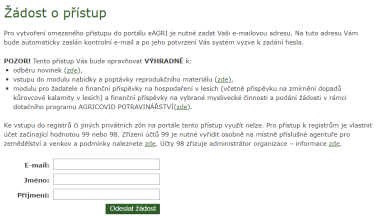 Žádost o přístup
Pro vytvoření omezeného přístupu do portálu eAGRI je nutné zadat Vaši e-mailovou adresu. Na tuto adresu Vám
bude automaticky zaslán kontrolní e-mail a po jeho potvrzení Vás systém vyzve k zadání hesla.
POZOR! Tento přístup Vás bude opravňovat VÝHRADNĚ k:
▪ odběru novinek (zde),
▪ vstupu do modulu nabídky a poptávky reprodukčního materiálu (zde),
▪ modulu pro žadatele o finanční příspěvky na hospodaření v lesích (včetně příspěvku na zmírnění dopadů
kůrovcové kalamity v lesích) a finanční příspěvky na vybrané myslivecké činnosti a podání žádosti v rámci
dotačního programu AGRICOVID POTRAVINÁŘSTVÍ(zde).
Ke vstupu do registrů či jiných privátních zón na portále tento přístup využít nelze. Pro přístup k registrům je vlastnit
účet začínající hodnotou 99 nebo 98. Zřízení účtů 99 je nutné vyřídit osobně na místně příslušné agentuře pro
zemědělství a venkov a podmínky naleznete zde. Účty 98 zřizuje administrátor organizace – informace zde.
E-mail:
Jméno:
Příjmení:
Odeslat žádost